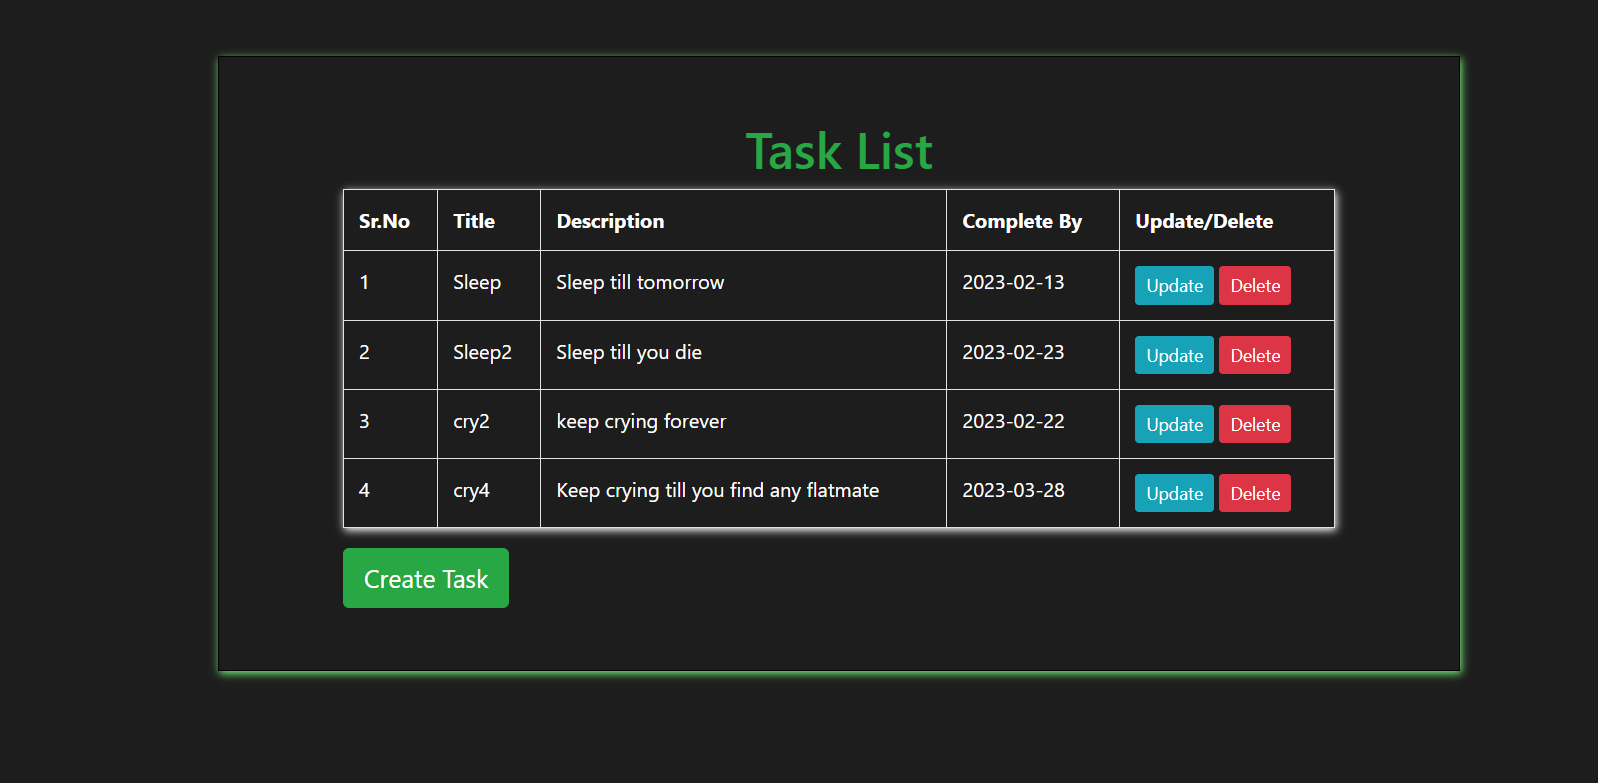 Task List
Sr.No Title Description Complete By Update/Delete
1 Sleep Sleep till tomorrow 2023-02-13 Update Delete
2 Sleep2 Sleep till you die 2023-02-23 Update Delete
3 cry2 keep crying forever 2023-02-22 Update Delete
4 cry4 Keep crying till you find any flatmate 2023-03-28 Update Delete
Create Task